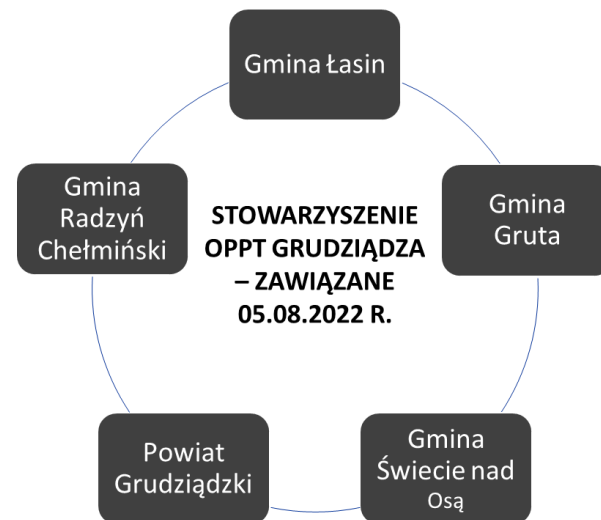 Gmina Łasin
Gmina
Gruta
Gmina
Świecie nad
Osą
Powiat
Grudziądzki
Gmina
Radzyń
Chełmiński
STOWARZYSZENIE
OPPT GRUDZIĄDZA
– ZAWIĄZANE
05.08.2022 R.